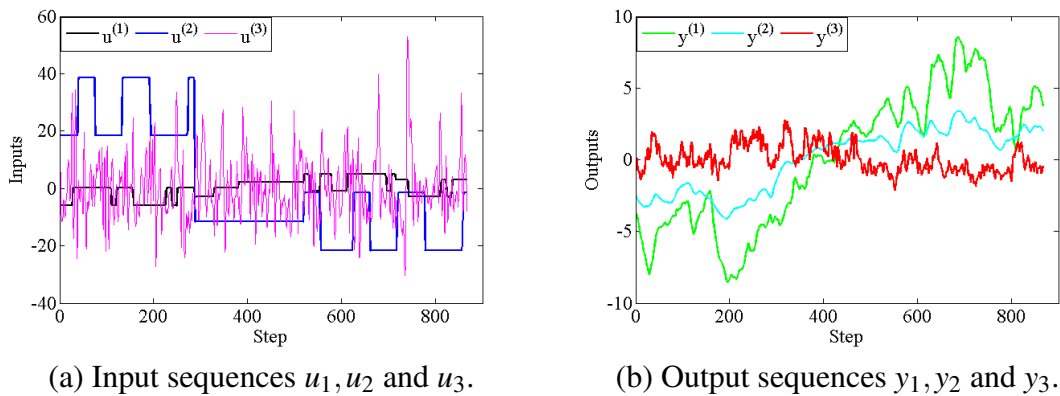 60
40
20
0
-20
-40
0
200
400
600
800
Step
Inputs
u(1)
u(2)
u(3)
10
5
0
-5
-10
0
200
400
600
800
Step
Outputs
y(1)
y(2)
y(3)
(a) Input sequences u1, u2 and u3.
(b) Output sequences y1, y2 and y3.